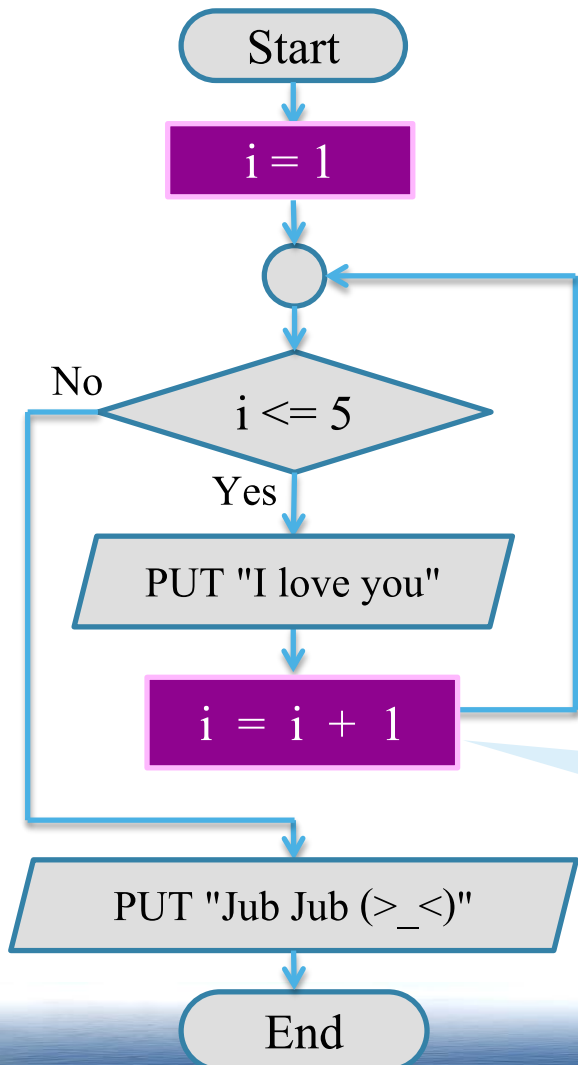 Start
i = 1
No
i <= 5
Yes
PUT "I love you"
i = i + 1
PUT "Jub Jub (>_<)"
End